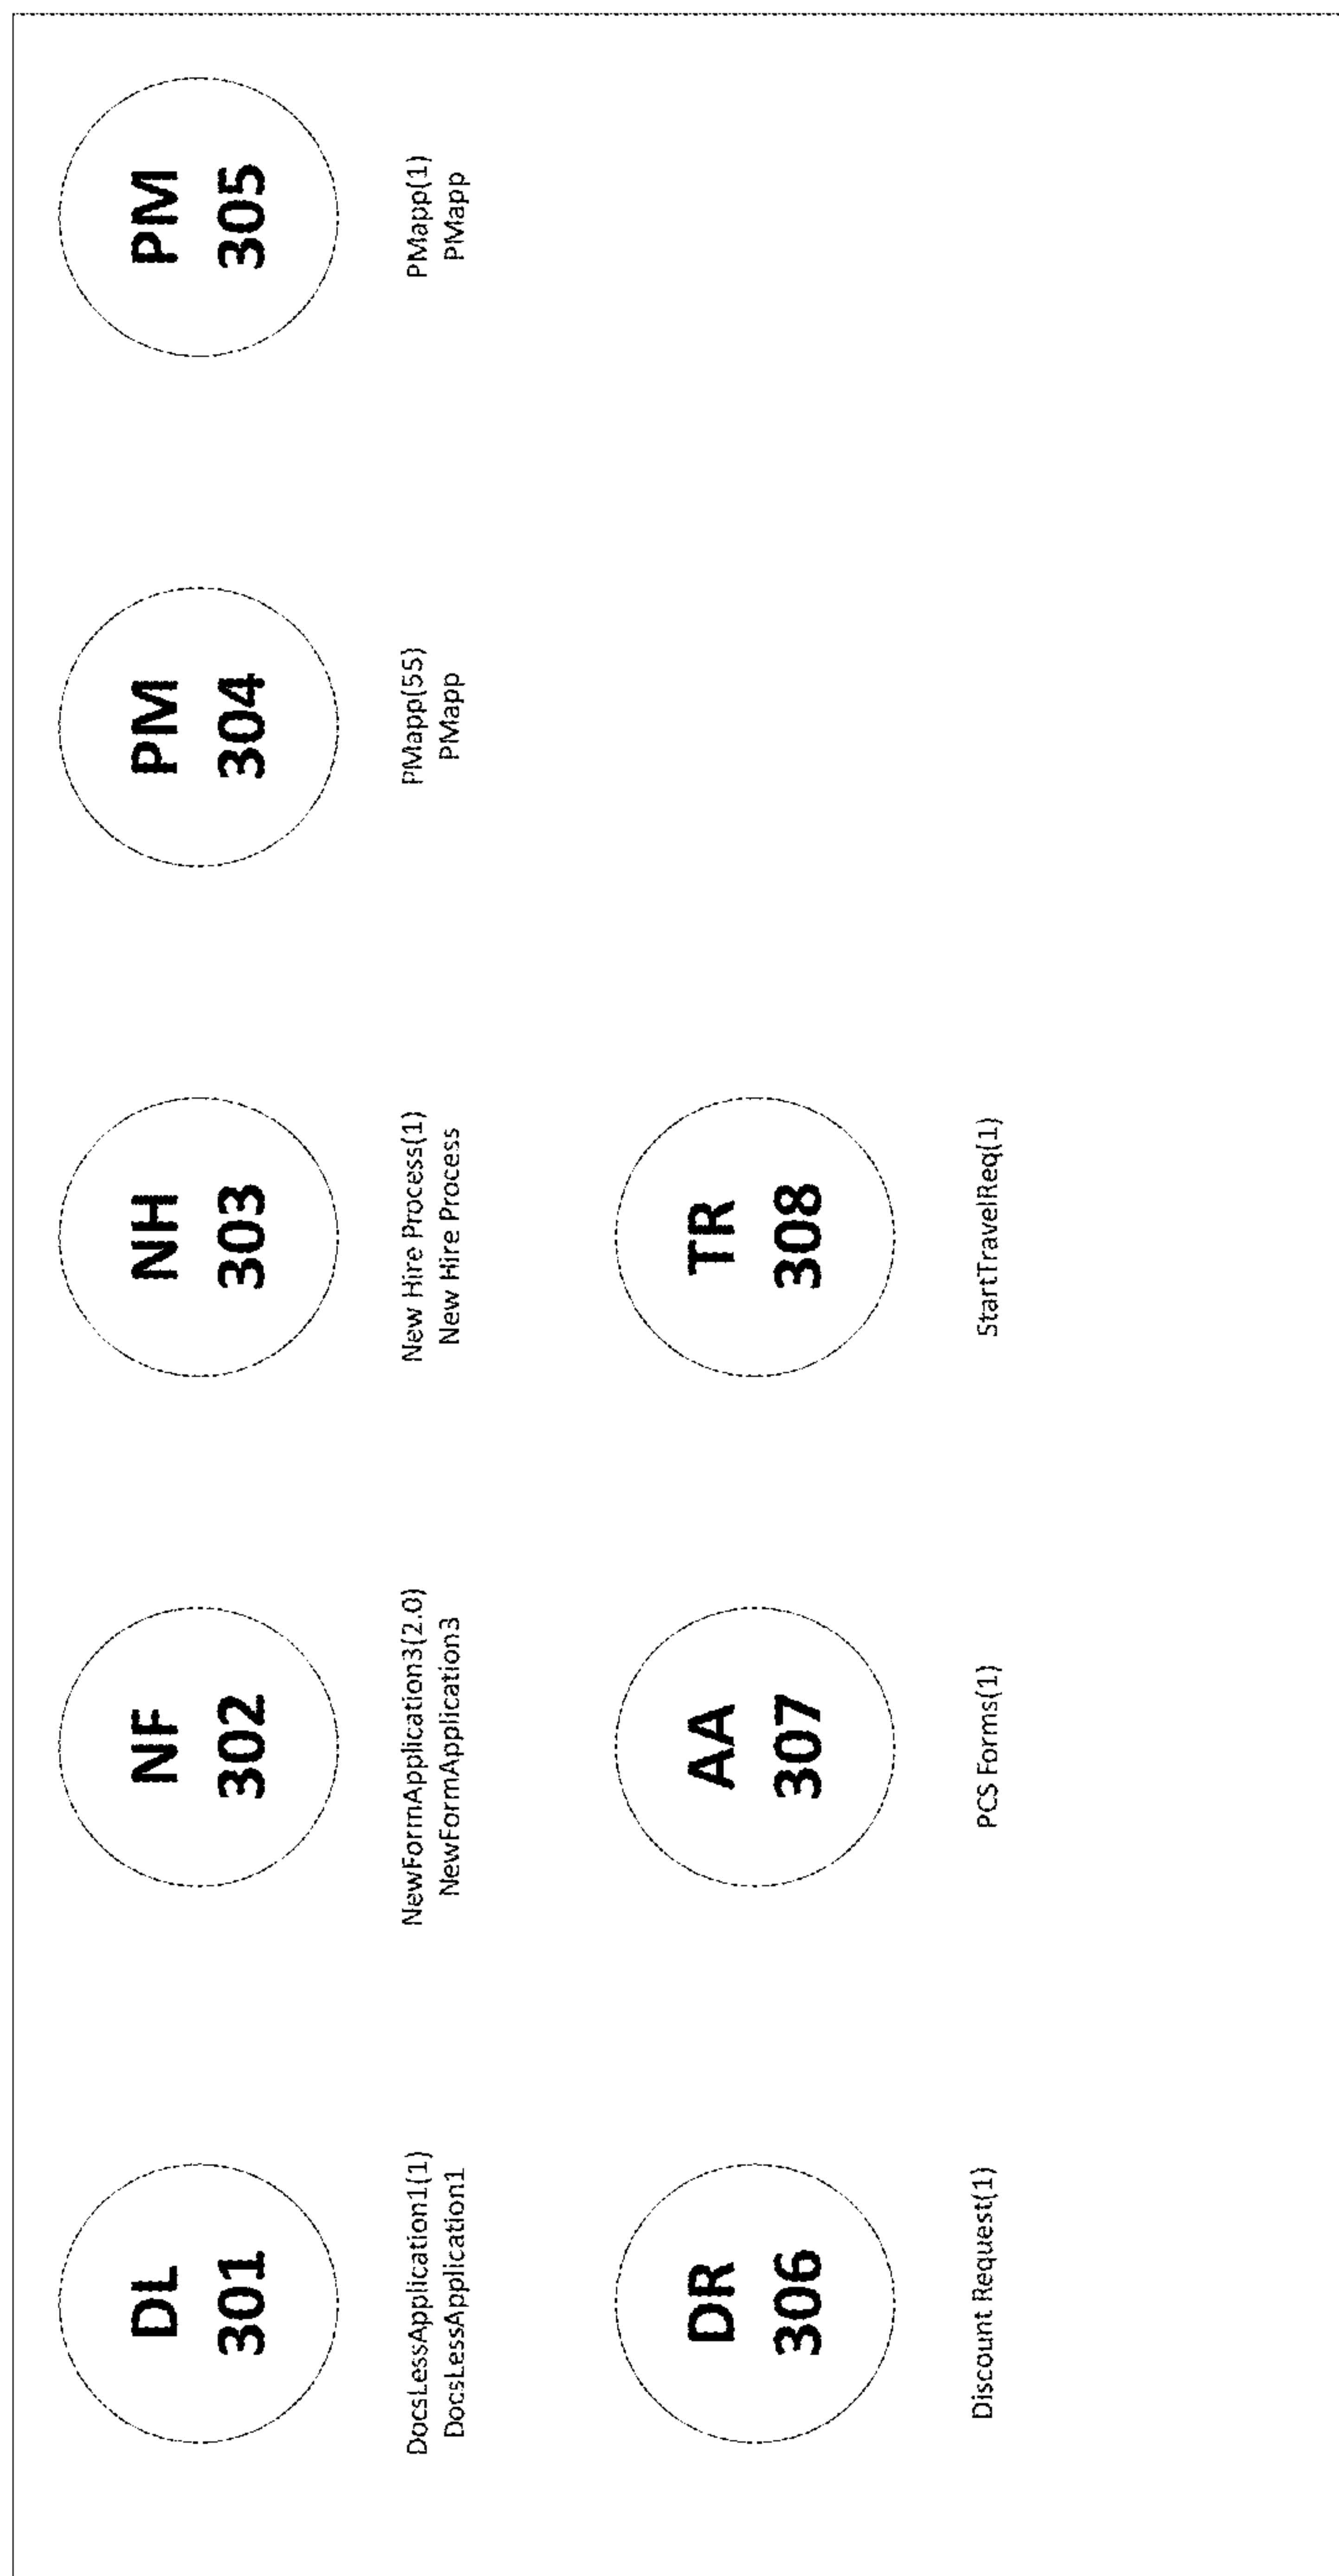 DL
301
DocsLessApplication1(1)
DocsLessApplication1
NF
302
NewFormApplication3(2.0)
NewFormApplication3
NH
303
New Hire Process(1)
New Hire Process
PM
304
PMapp(55)
PMapp
PM
305
PMapp(1)
PMapp
DR
306
Discount Request(1)
AA
307
PCS Forms(1)
TR
308
StartTravelReq(1)